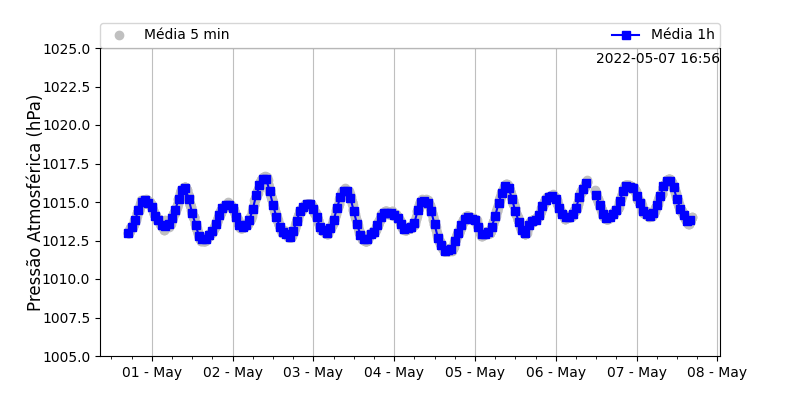 Média 5 min
Média 1h
2022-05-07 16:56
Pressão Atmosférica (hPa)
1025.0
1022.5
1020.0
1017.5
1015.0
1012.5
1010.0
1007.5
1005.0
01 - May
02 - May
03 - May
04 - May
05 - May
06 - May
07 - May
08 - May